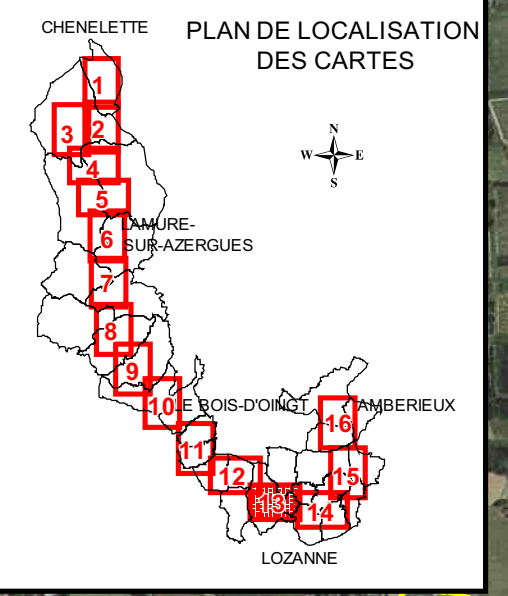 CHENELETTE
PLAN DE LOCALISATION
DES CARTES
1
2
3
4
5
6
LAMURE-
SUR-AZERGUES
7
8
9
10
LE BOIS-D'OINGT
AMBERIEUX
11
12
13
14
15
16
LOZANNE
N
W
E
S